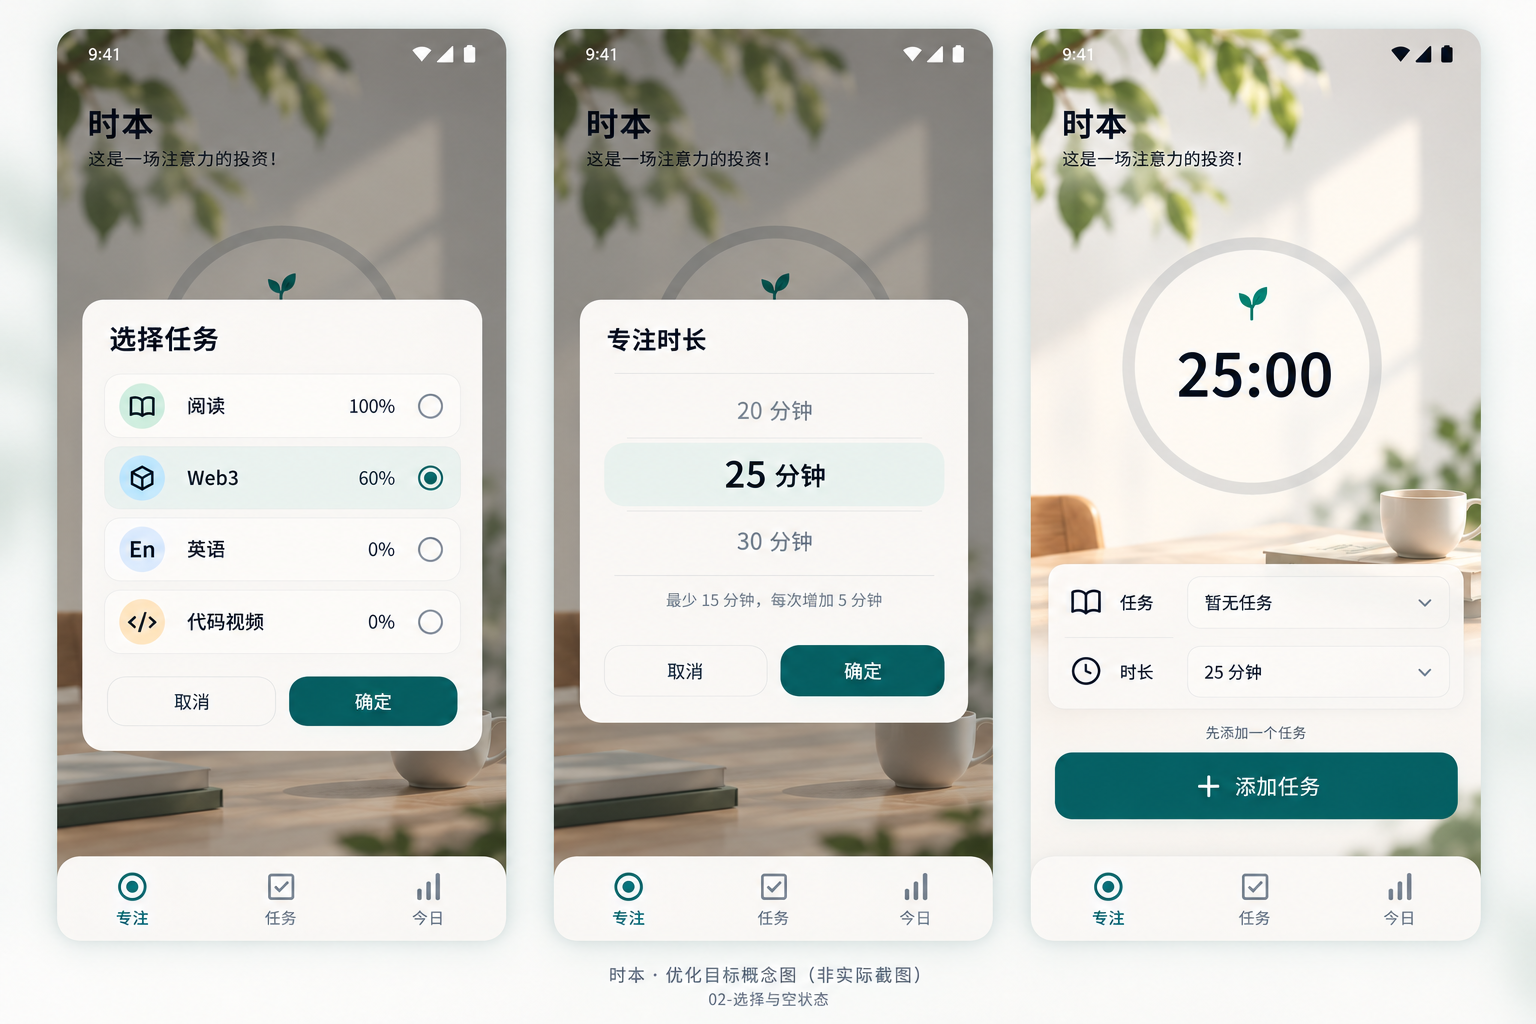 9:41
时本
这是一场注意力的投资！
选择任务
阅读 100%
Web3 60%
En 英语 0%
</> 代码视频 0%
取消 确定
专注 任务 今日
9:41
时本
这是一场注意力的投资！
专注时长
20 分钟
25 分钟
30 分钟
最少 15 分钟，每次增加 5 分钟
取消 确定
专注 任务 今日
9:41
时本
这是一场注意力的投资！
25:00
任务 暂无任务
时长 25 分钟
先添加一个任务
添加任务
专注 任务 今日
时本 · 优化目标概念图（非实际截图）
02-选择与空状态